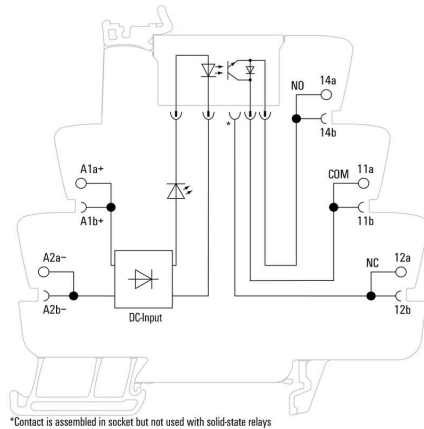 NO
14a
14b
*
A1a+
A1b+
COM
11a
11b
A2a–
A2b–
NC
12a
12b
DC-Input
*Contact is assembled in socket but not used with solid-state relays